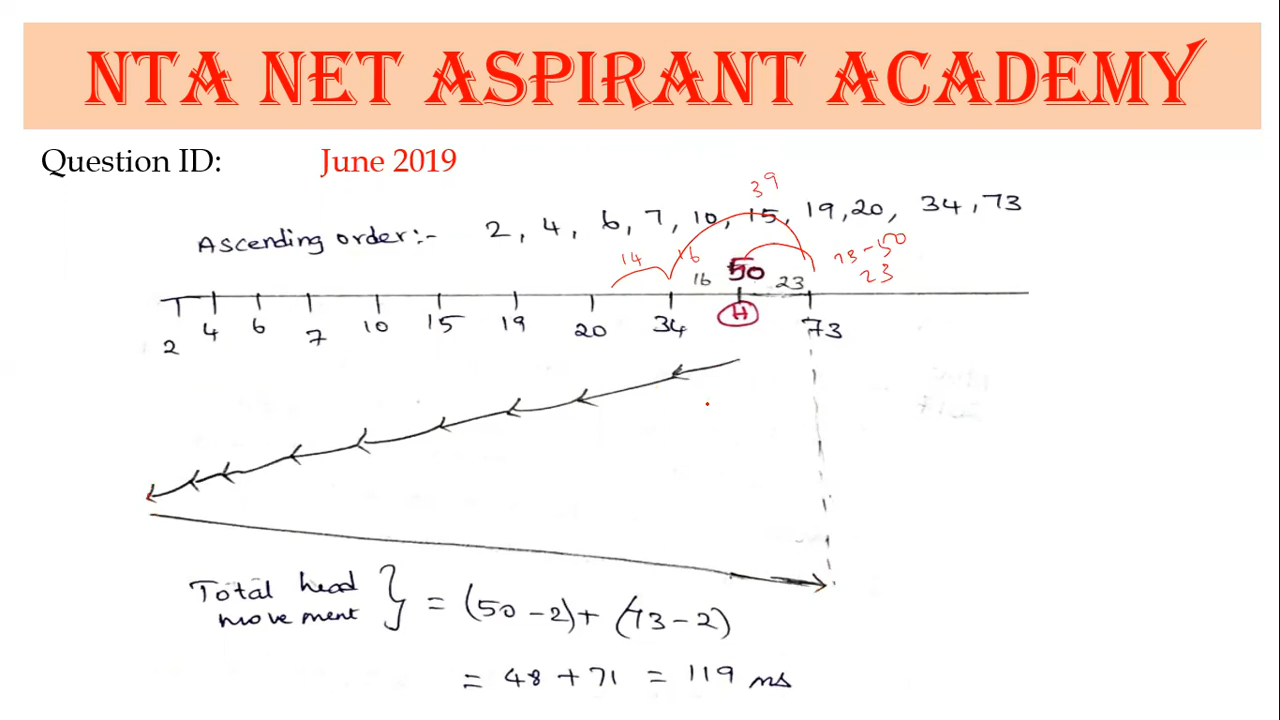 NTA NET ASPIRANT ACADEMY
Question ID: June 2019
39
Ascending order:- 2, 4, 6, 7, 10, 15, 19, 20, 34, 73
14 16 16 50 23 73-50
23
2 4 6 7 10 15 19 20 34 H 73
Total head
movement } = (50-2)+(73-2)
= 48+71 = 119 ms